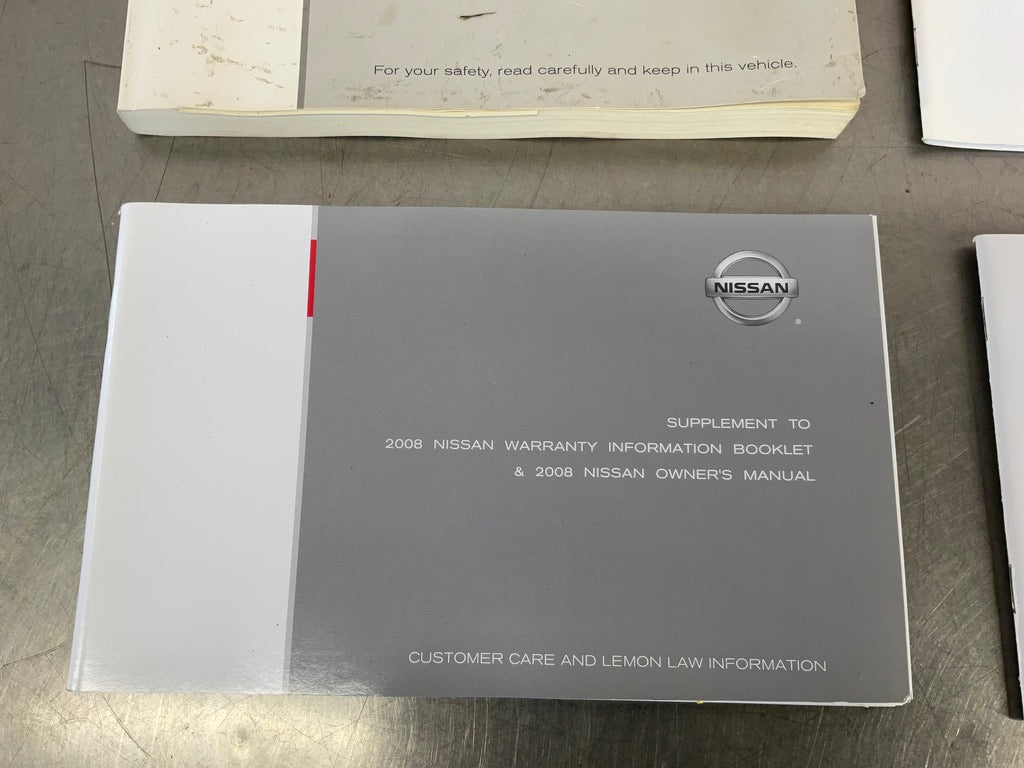 For your safety, read carefully and keep in this vehicle.
NISSAN
®
SUPPLEMENT TO
2008 NISSAN WARRANTY INFORMATION BOOKLET
& 2008 NISSAN OWNER'S MANUAL
CUSTOMER CARE AND LEMON LAW INFORMATION